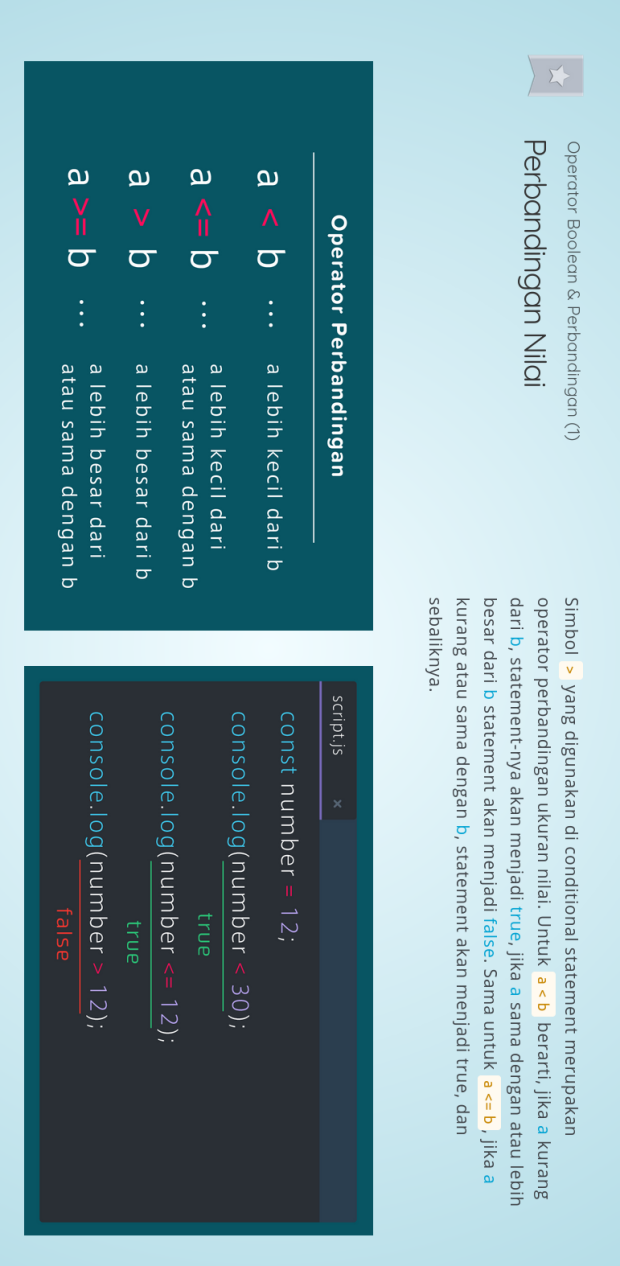 Operator Boolean & Perbandingan (1)
Perbandingan Nilai
Simbol > yang digunakan di conditional statement merupakan
operator perbandingan ukuran nilai. Untuk a < b berarti, jika a kurang
dari b, statement-nya akan menjadi true, jika a sama dengan atau lebih
besar dari b statement akan menjadi false. Sama untuk a <= b, jika a
kurang atau sama dengan b, statement akan menjadi true, dan
sebaliknya.
Operator Perbandingan
a < b ... a lebih kecil dari b
a <= b ... a lebih kecil dari
atau sama dengan b
a > b ... a lebih besar dari b
a >= b ... a lebih besar dari
atau sama dengan b
script.js ×
const number = 12;
console.log(number < 30);
true
console.log(number <= 12);
true
console.log(number > 12);
false